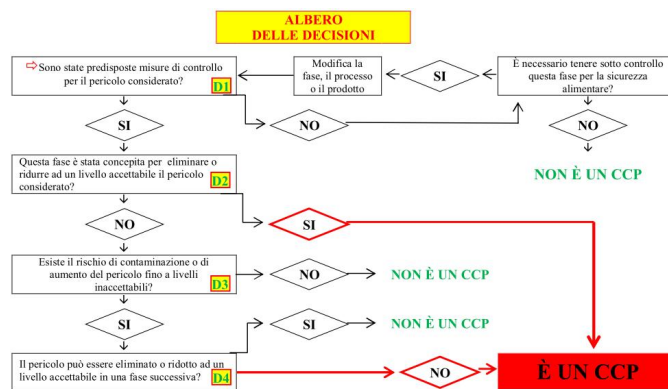 ALBERO
DELLE DECISIONI
⇨Sono state predisposte misure di controllo
per il pericolo considerato?
D1
Modifica la
fase, il processo
o il prodotto
SI
È necessario tenere sotto controllo
questa fase per la sicurezza
alimentare?
SI
NO
NO
NON È UN CCP
Questa fase è stata concepita per eliminare o
ridurre ad un livello accettabile il pericolo
considerato?
D2
NO
SI
Esiste il rischio di contaminazione o di
aumento del pericolo fino a livelli
inaccettabili?
D3
NO
NON È UN CCP
SI
SI
NON È UN CCP
Il pericolo può essere eliminato o ridotto ad un
livello accettabile in una fase successiva?
D4
NO
È UN CCP